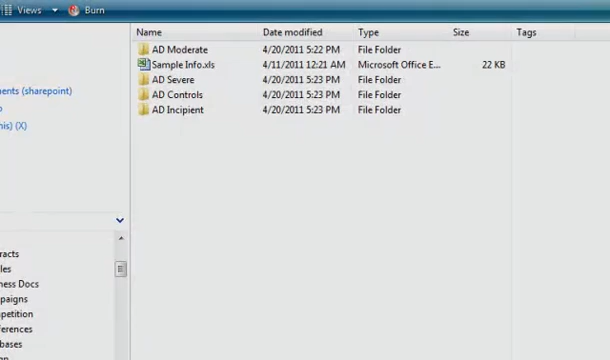 Views Burn
Name Date modified Type Size Tags
AD Moderate 4/20/2011 5:22 PM File Folder
Sample Info.xls 4/11/2011 12:21 AM Microsoft Office E... 22 KB
AD Severe 4/20/2011 5:23 PM File Folder
AD Controls 4/20/2011 5:23 PM File Folder
AD Incipient 4/20/2011 5:23 PM File Folder
ents (sharepoint)
his) (X)
racts
les
ness Docs
paigns
petition
erences
bases